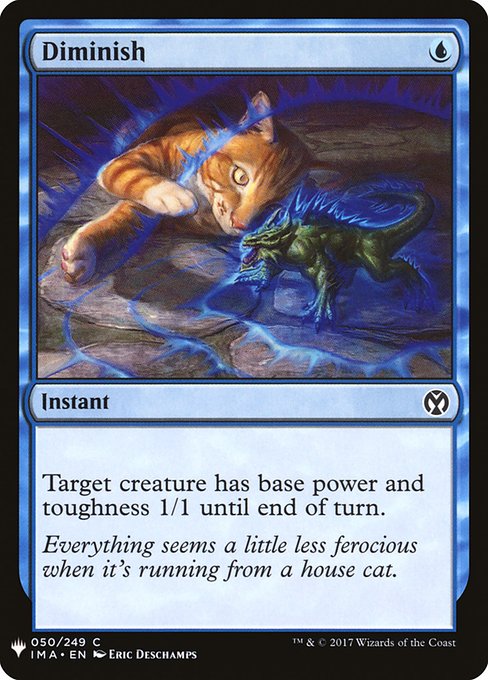 Diminish
Instant
Target creature has base power and
toughness 1/1 until end of turn.
Everything seems a little less ferocious
when it's running from a house cat.
050/249 C
IMA • EN Eric Deschamps
™ & © 2017 Wizards of the Coast